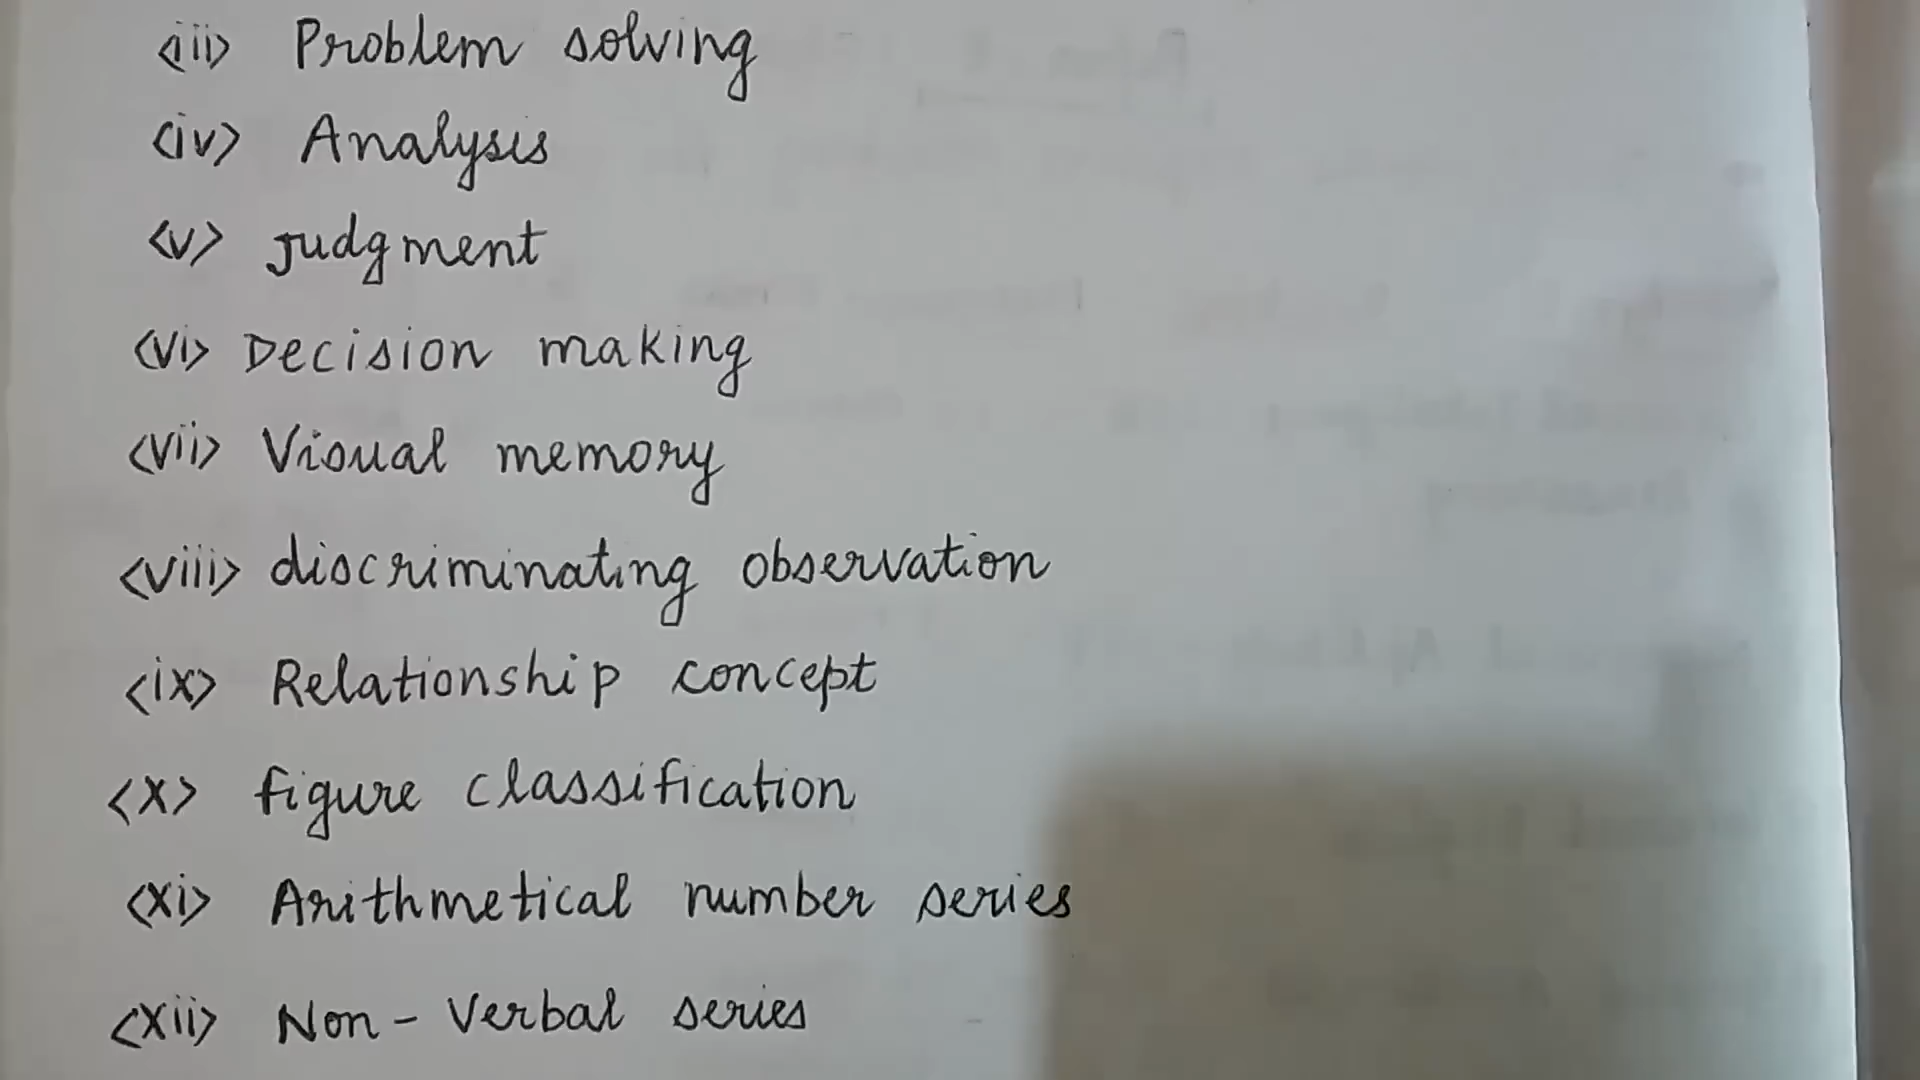 <iii> Problem solving
<iv> Analysis
<v> Judgment
<vi> Decision making
<vii> Visual memory
<viii> discriminating observation
<ix> Relationship concept
<x> figure classification
<xi> Arithmetical number series
<xii> Non-Verbal series